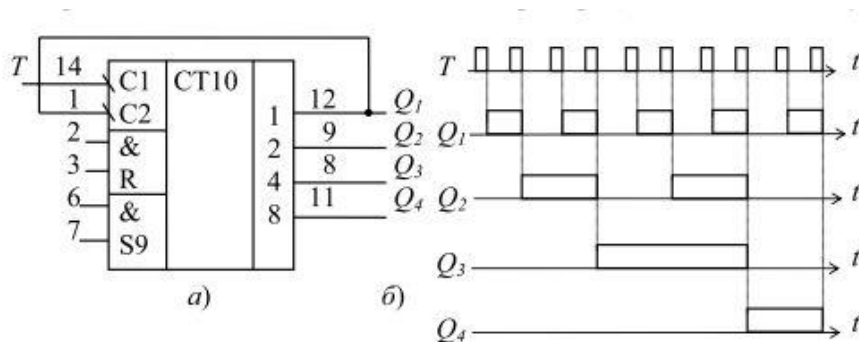 T 14 C1 CT10
1 C2 1 12 Q1
2 & 2 9 Q2
3 R 4 8 Q3
6 & 8 11 Q4
7 S9
а)
б)
T t
Q1 t
Q2 t
Q3 t
Q4 t